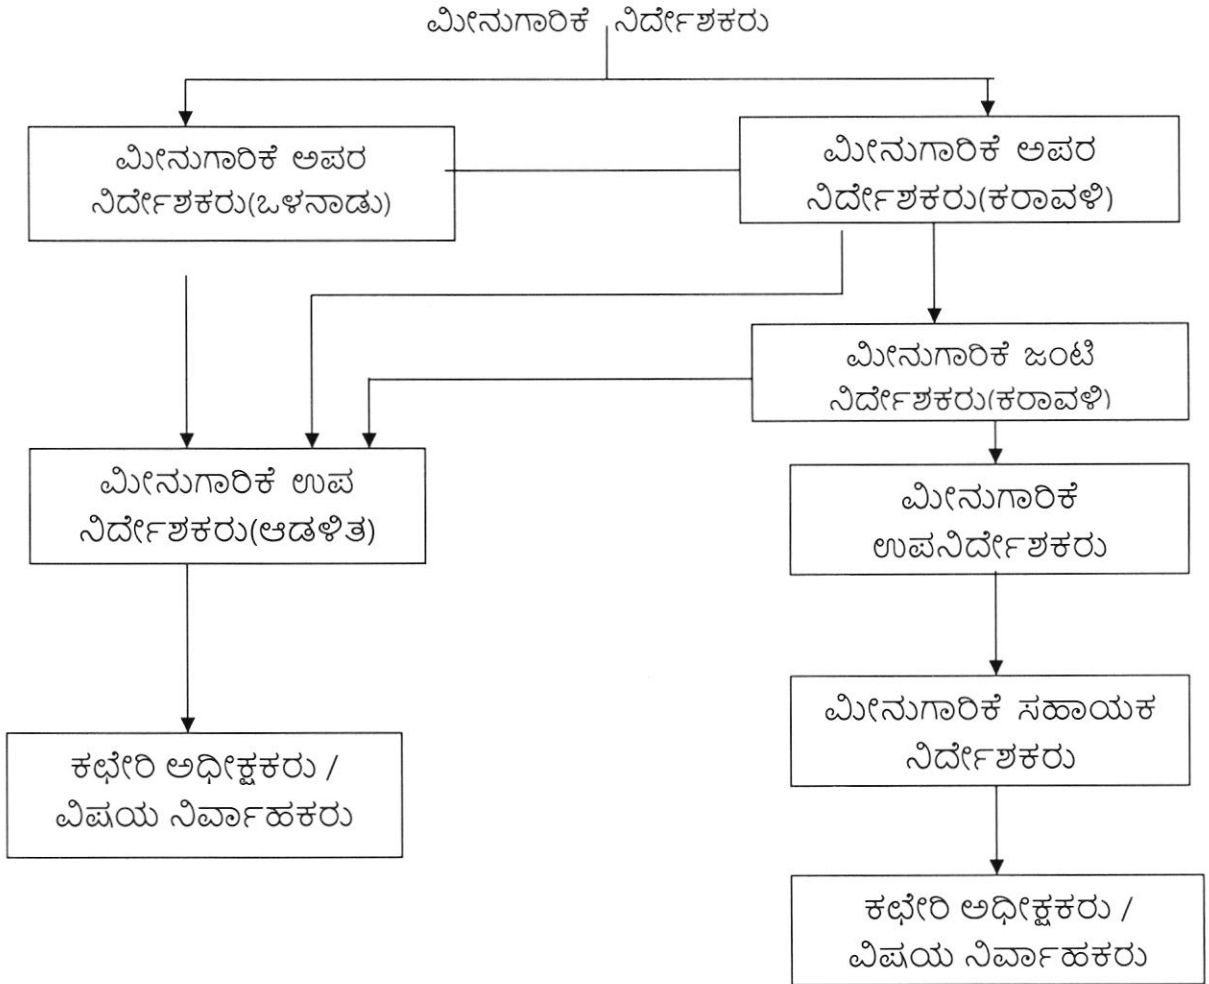 ಮೀನುಗಾರಿಕೆ ನಿರ್ದೇಶಕರು
ಮೀನುಗಾರಿಕೆ ಅಪರ
ನಿರ್ದೇಶಕರು(ಒಳನಾಡು)
ಮೀನುಗಾರಿಕೆ ಅಪರ
ನಿರ್ದೇಶಕರು(ಕರಾವಳಿ)
ಮೀನುಗಾರಿಕೆ ಜಂಟಿ
ನಿರ್ದೇಶಕರು(ಕರಾವಳಿ)
ಮೀನುಗಾರಿಕೆ ಉಪ
ನಿರ್ದೇಶಕರು(ಆಡಳಿತ)
ಮೀನುಗಾರಿಕೆ
ಉಪನಿರ್ದೇಶಕರು
ಮೀನುಗಾರಿಕೆ ಸಹಾಯಕ
ನಿರ್ದೇಶಕರು
ಕಛೇರಿ ಅಧೀಕ್ಷಕರು /
ವಿಷಯ ನಿರ್ವಾಹಕರು
ಕಛೇರಿ ಅಧೀಕ್ಷಕರು /
ವಿಷಯ ನಿರ್ವಾಹಕರು